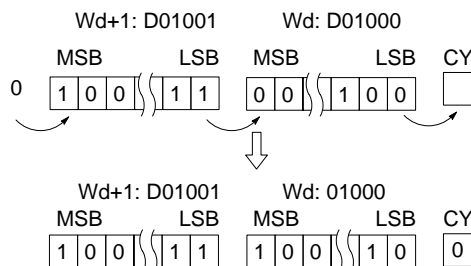 Wd+1: D01001 Wd: D01000
MSB LSB MSB LSB CY
0 1 0 0 1 1 0 0 1 0 0
Wd+1: D01001 Wd: 01000
MSB LSB MSB LSB CY
1 0 0 1 1 1 0 0 1 0 0